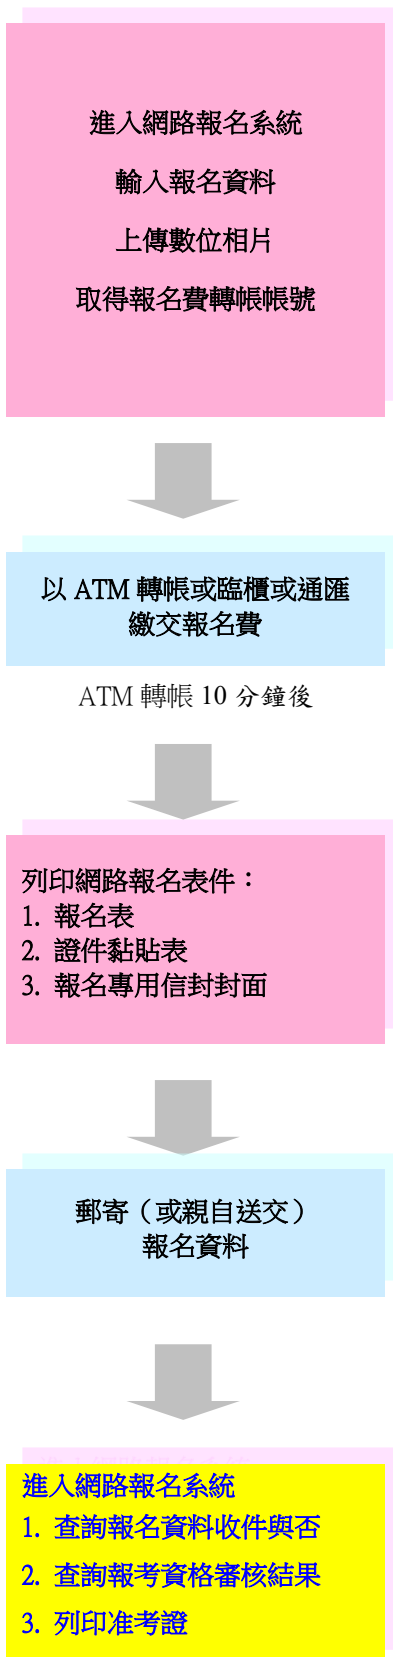 進入網路報名系統
輸入報名資料
上傳數位相片
取得報名費轉帳帳號
以 ATM 轉帳或臨櫃或通匯
繳交報名費
ATM 轉帳 10 分鐘後
列印網路報名表件：
1. 報名表
2. 證件黏貼表
3. 報名專用信封封面
郵寄（或親自送交）
報名資料
進入網路報名系統
1. 查詢報名資料收件與否
2. 查詢報考資格審核結果
3. 列印准考證